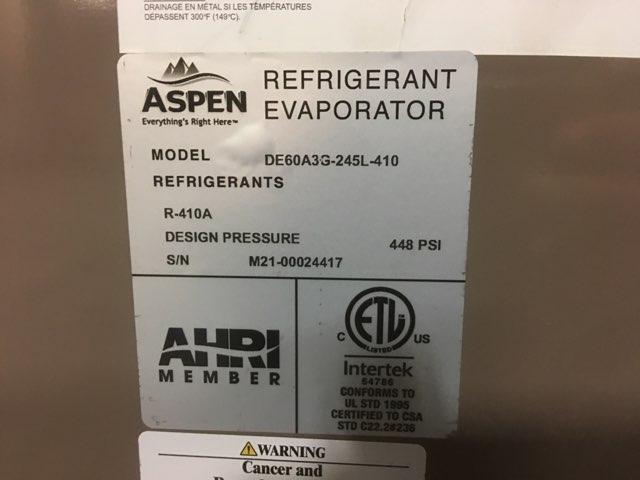 DRAINAGE EN MÉTAL SI LES TEMPÉRATURES
DÉPASSENT 300°F (149°C).
ASPEN
Everything's Right Here™
REFRIGERANT
EVAPORATOR
MODEL DE60A3G-245L-410
REFRIGERANTS
R-410A
DESIGN PRESSURE 448 PSI
S/N M21-00024417
AHRI
MEMBER
ETL
LISTED
C US
Intertek
64786
CONFORMS TO
UL STD 1995
CERTIFIED TO CSA
STD C22.2#236
⚠WARNING
Cancer and